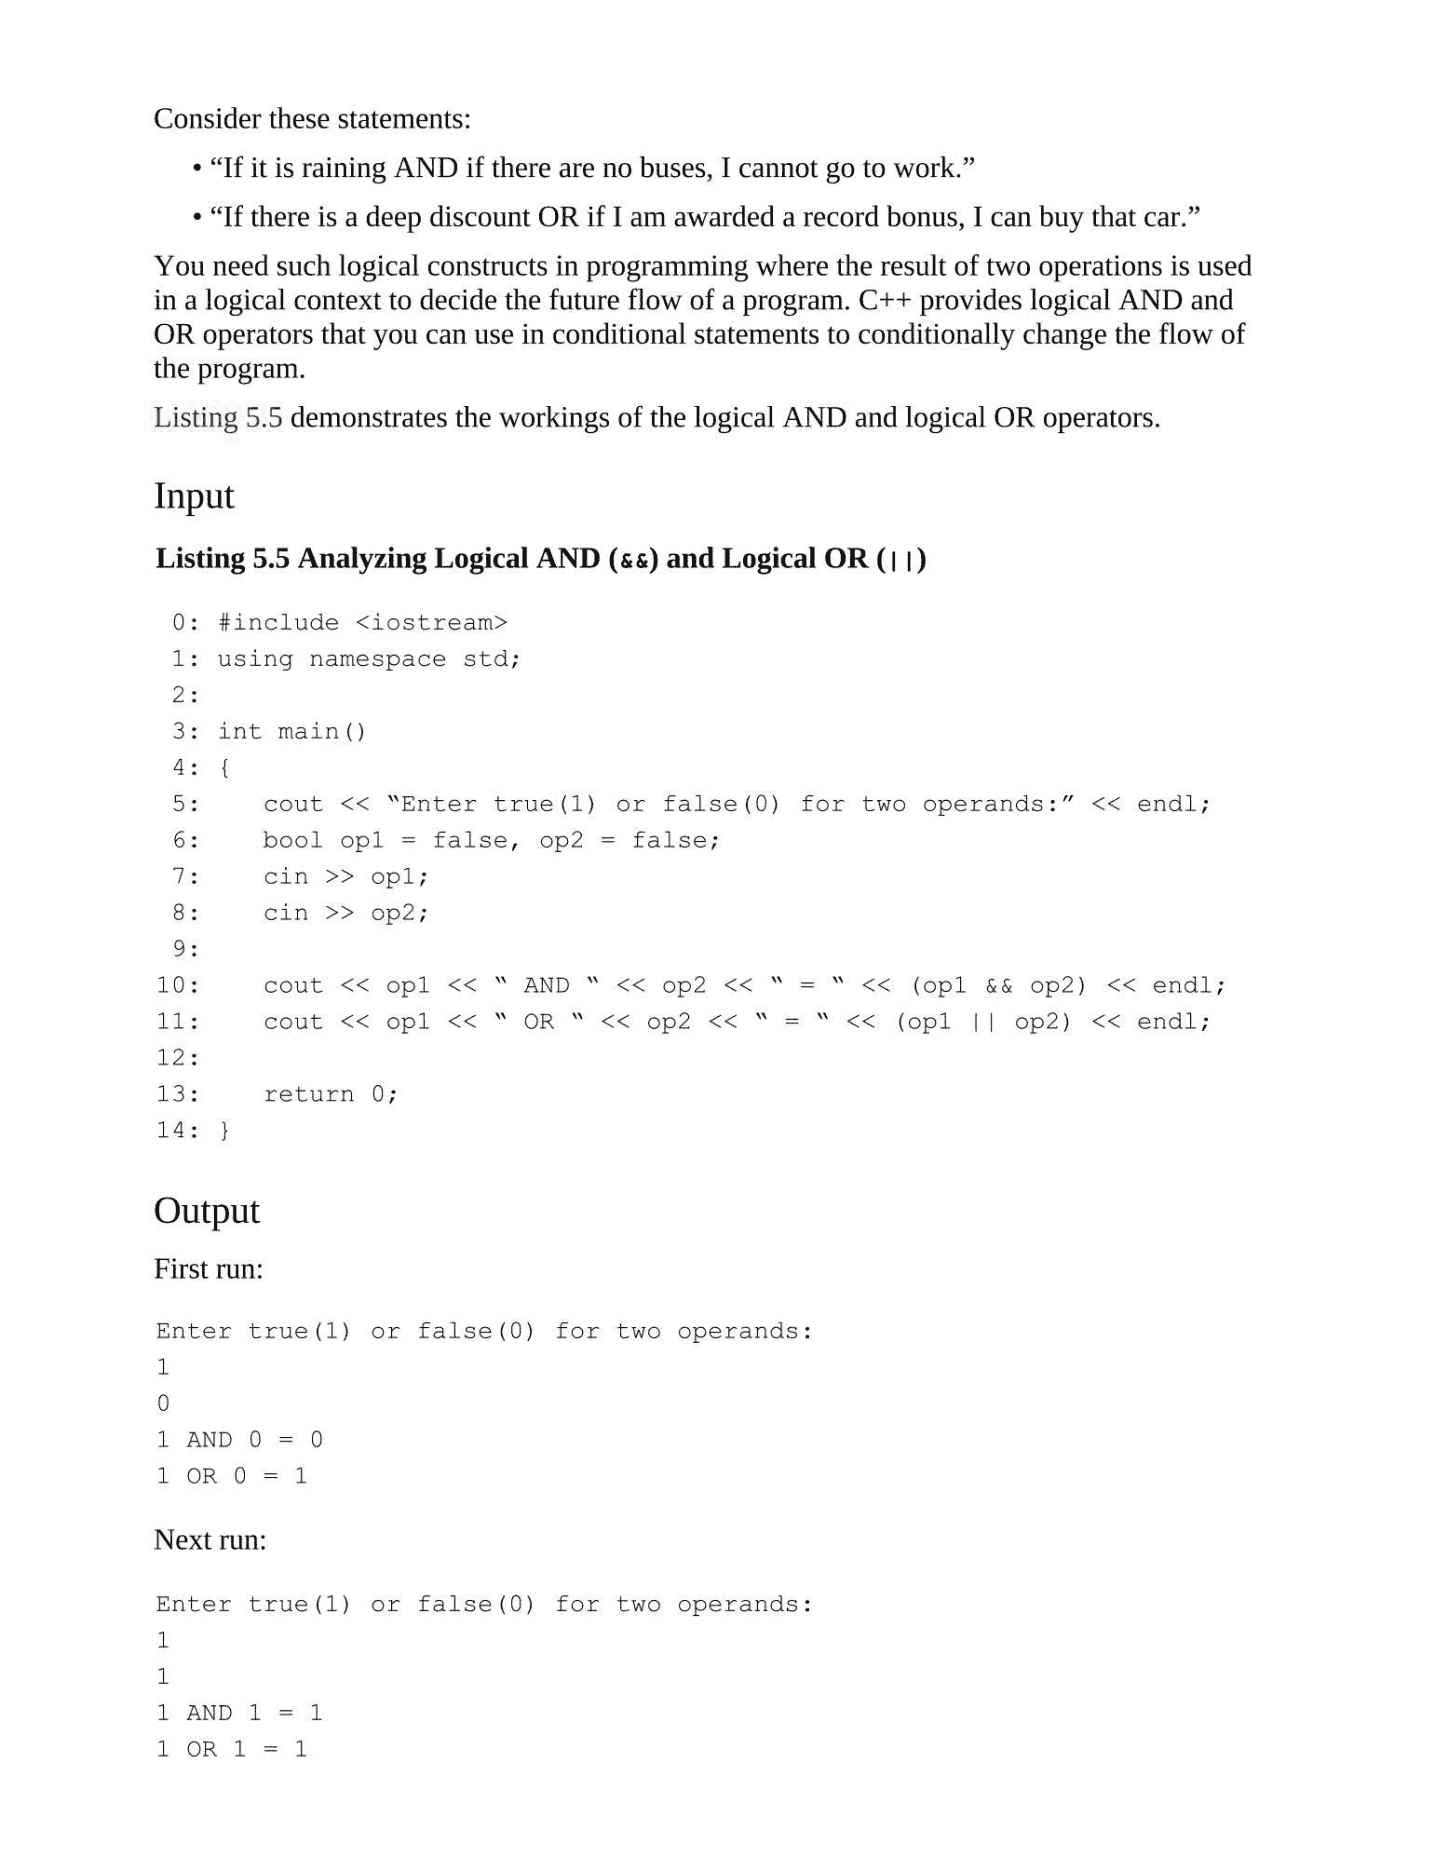 Consider these statements:
• “If it is raining AND if there are no buses, I cannot go to work.”
• “If there is a deep discount OR if I am awarded a record bonus, I can buy that car.”
You need such logical constructs in programming where the result of two operations is used
in a logical context to decide the future flow of a program. C++ provides logical AND and
OR operators that you can use in conditional statements to conditionally change the flow of
the program.
Listing 5.5 demonstrates the workings of the logical AND and logical OR operators.
Input
Listing 5.5 Analyzing Logical AND (&&) and Logical OR (||)
0: #include <iostream>
1: using namespace std;
2:
3: int main()
4: {
5:    cout << “Enter true(1) or false(0) for two operands:” << endl;
6:    bool op1 = false, op2 = false;
7:    cin >> op1;
8:    cin >> op2;
9:
10:    cout << op1 << “ AND “ << op2 << “ = “ << (op1 && op2) << endl;
11:    cout << op1 << “ OR “ << op2 << “ = “ << (op1 || op2) << endl;
12:
13:    return 0;
14: }
Output
First run:
Enter true(1) or false(0) for two operands:
1
0
1 AND 0 = 0
1 OR 0 = 1
Next run:
Enter true(1) or false(0) for two operands:
1
1
1 AND 1 = 1
1 OR 1 = 1